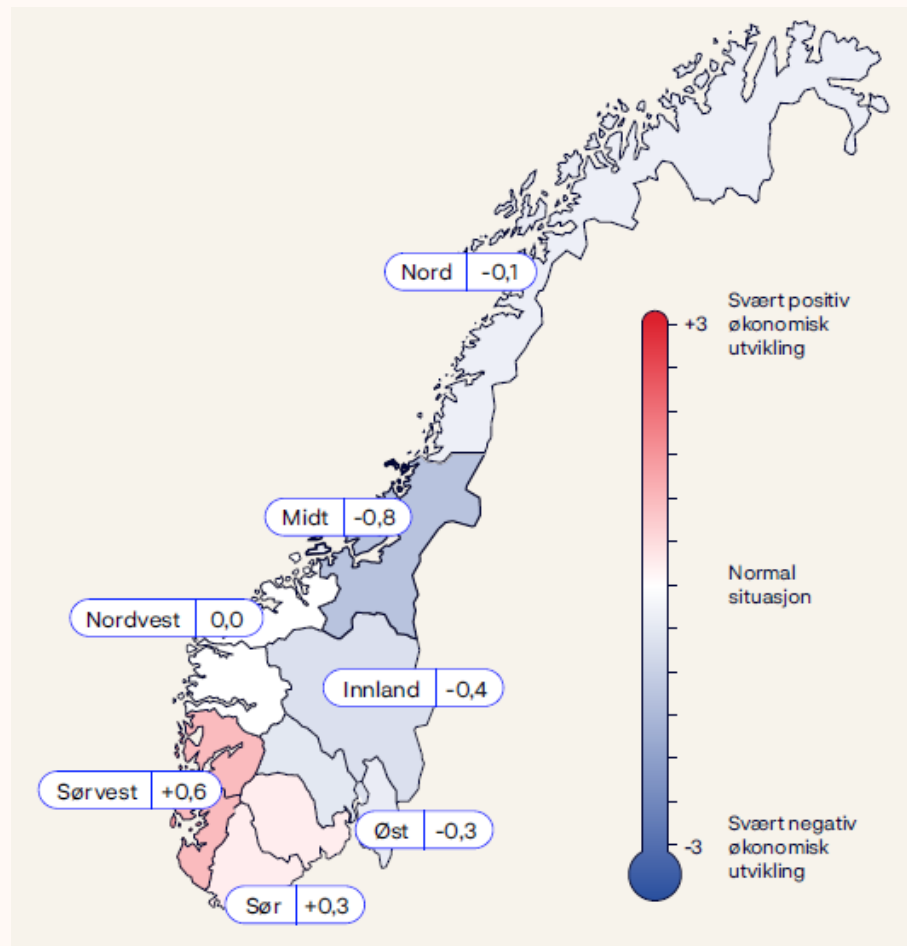 Nord -0,1
Svært positiv
+3 økonomisk
utvikling
Midt -0,8
Normal
situasjon
Nordvest 0,0
Innland -0,4
Sørvest +0,6
Øst -0,3
Svært negativ
-3 økonomisk
utvikling
Sør +0,3